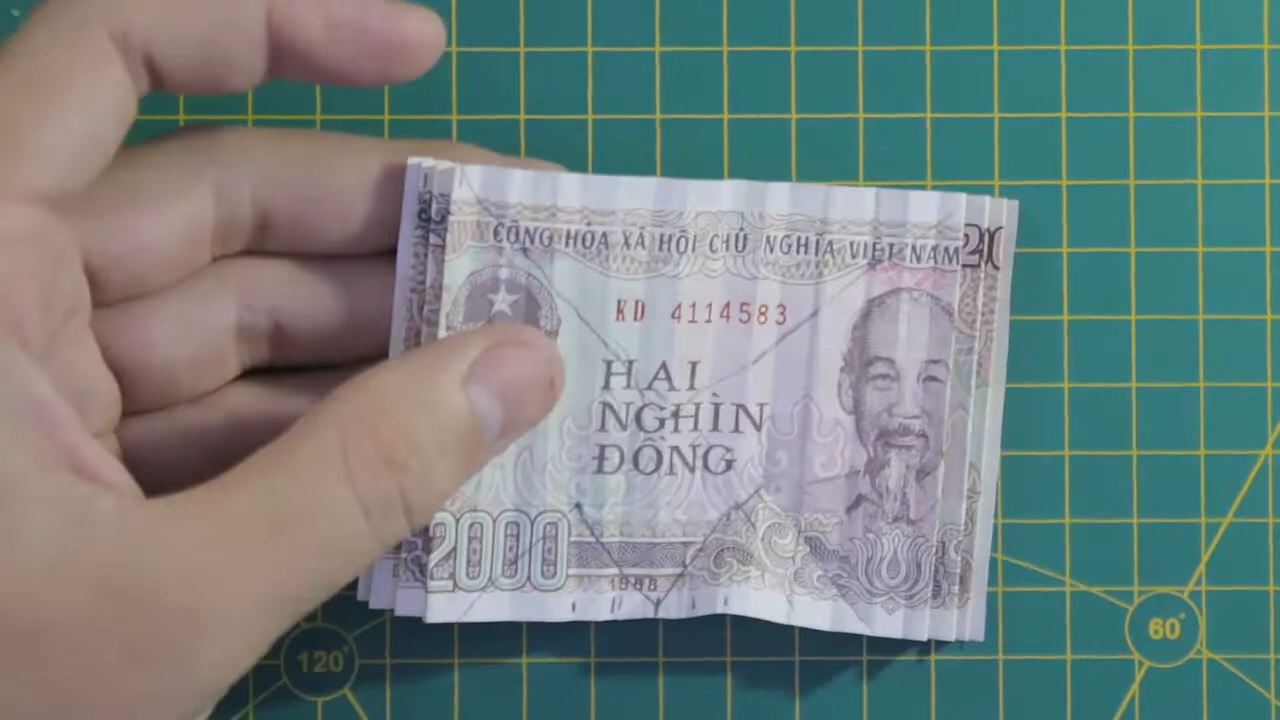 CỘNG HÒA XÃ HỘI CHỦ NGHĨA VIỆT NAM
KD 4114583
HAI
NGHÌN
ĐỒNG
2000
1988
120°
60°